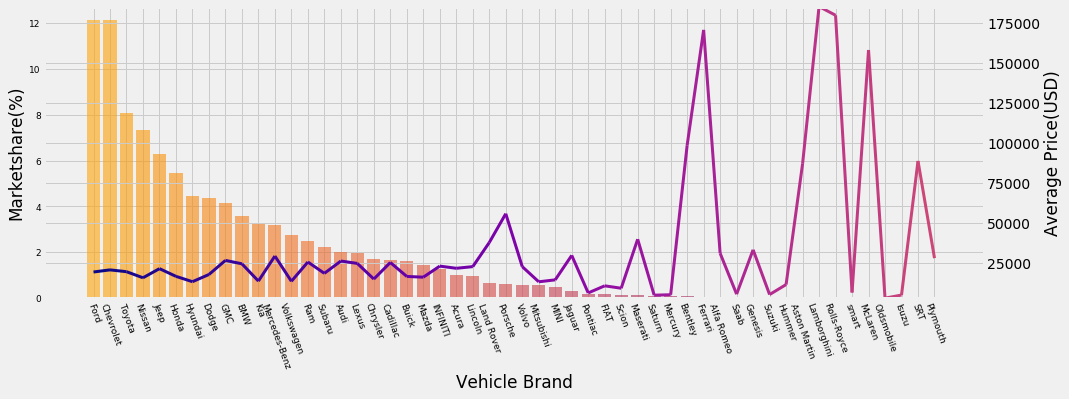 12
10
8
6
4
2
0
Marketshare(%)
175000
150000
125000
100000
75000
50000
25000
Average Price(USD)
Ford
Chevrolet
Toyota
Nissan
Jeep
Honda
Hyundai
Dodge
GMC
BMW
Kia
Mercedes-Benz
Volkswagen
Ram
Subaru
Audi
Lexus
Chrysler
Cadillac
Buick
Mazda
INFINITI
Acura
Lincoln
Land Rover
Porsche
Volvo
Mitsubishi
MINI
Jaguar
Pontiac
FIAT
Scion
Maserati
Saturn
Mercury
Bentley
Ferrari
Alfa Romeo
Saab
Genesis
Suzuki
Hummer
Aston Martin
Lamborghini
Rolls-Royce
smart
McLaren
Oldsmobile
Isuzu
SRT
Plymouth
Vehicle Brand